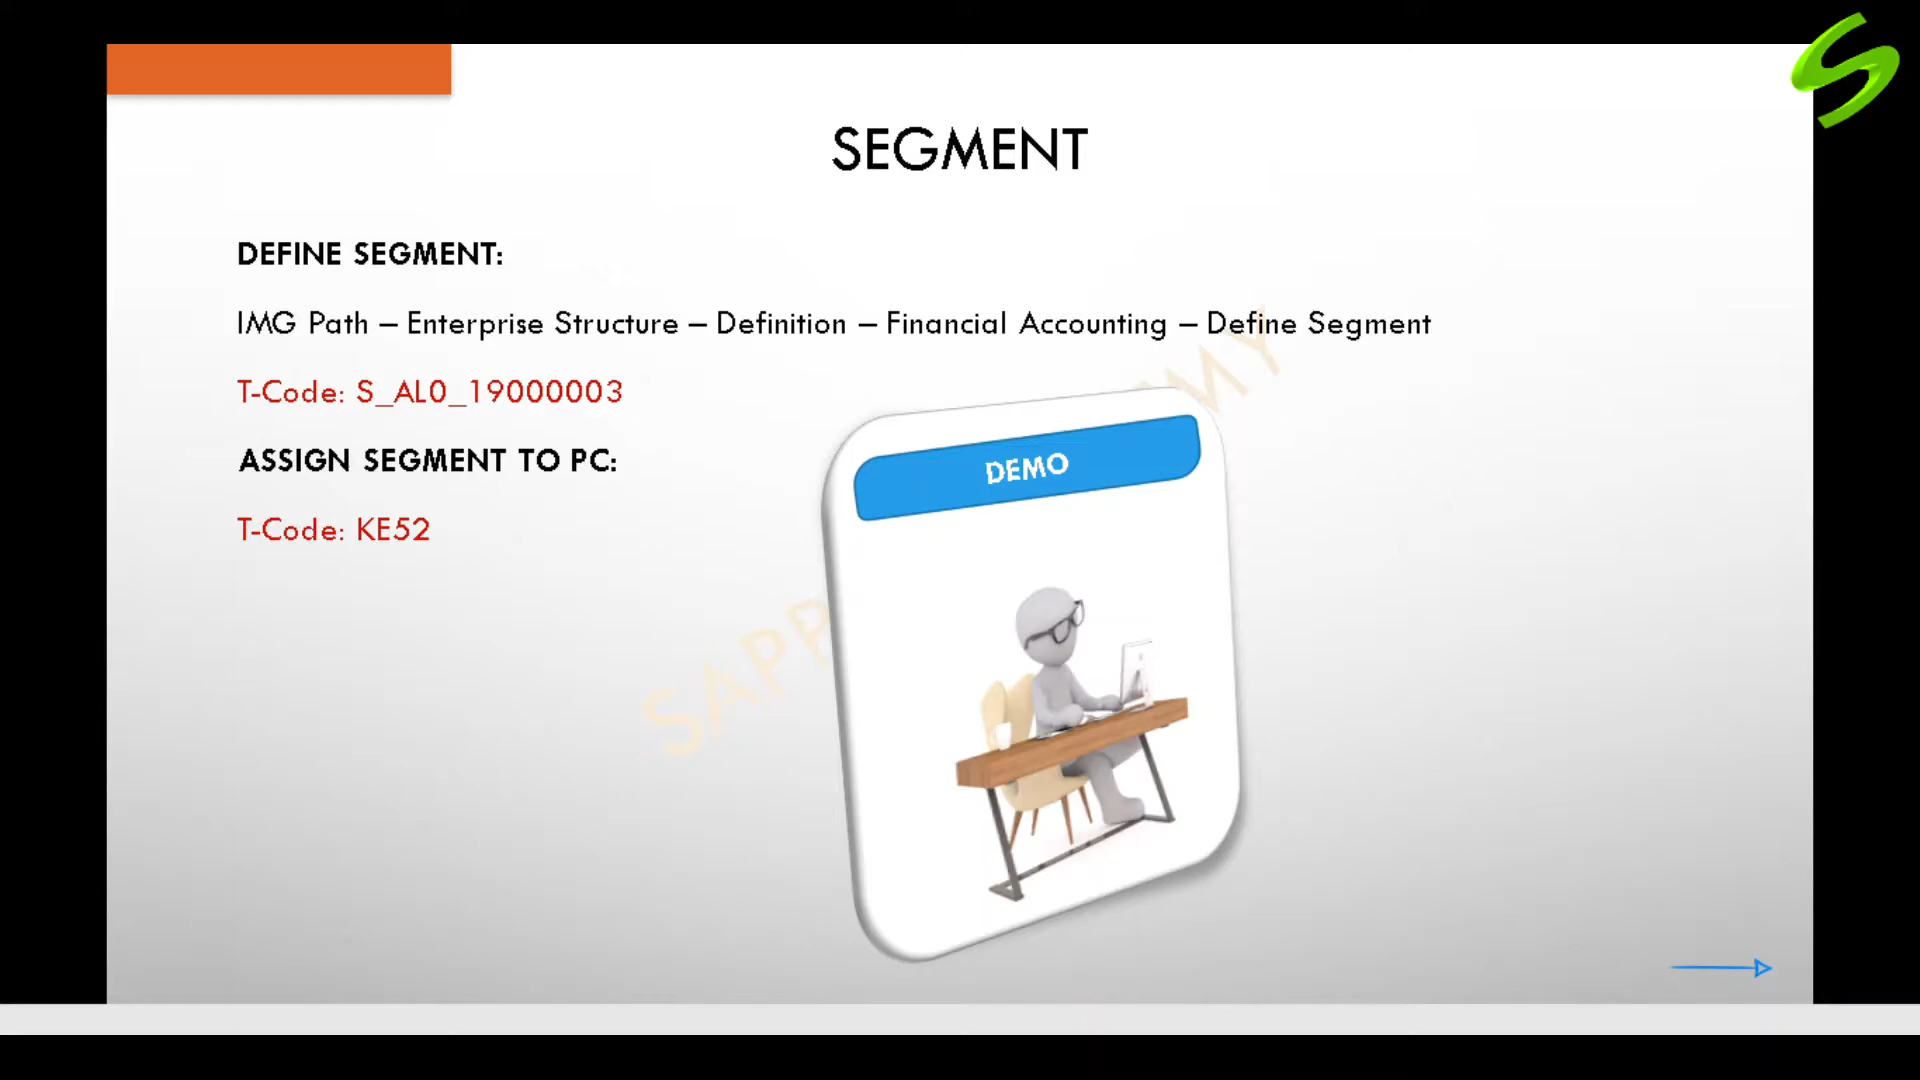 SEGMENT
DEFINE SEGMENT:
IMG Path – Enterprise Structure – Definition – Financial Accounting – Define Segment
T-Code: S_AL0_19000003
ASSIGN SEGMENT TO PC:
T-Code: KE52
DEMO